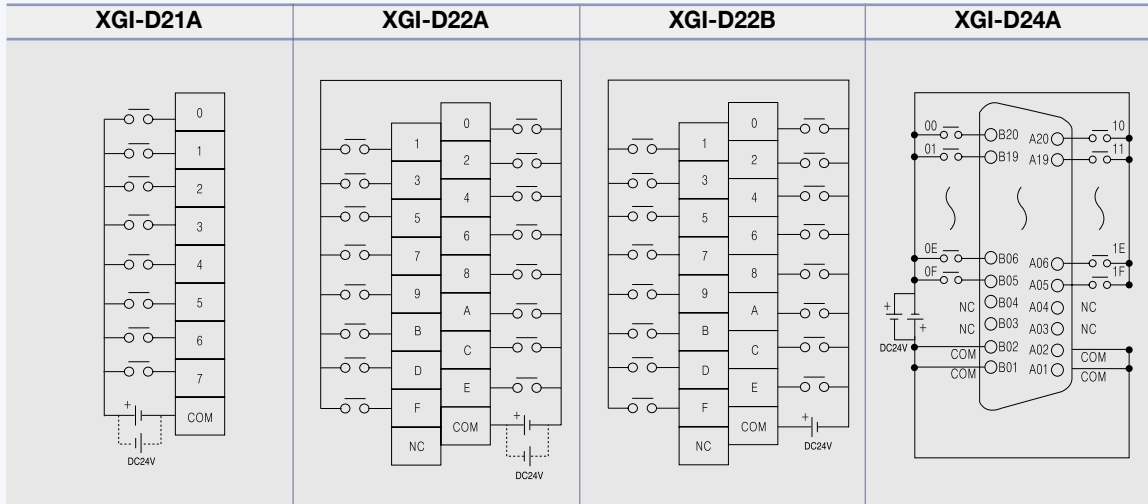 XGI-D21A
XGI-D22A
XGI-D22B
XGI-D24A
0
1
2
3
4
5
6
7
COM
+
DC24V
0
1
2
3
4
5
6
7
8
9
A
B
C
D
E
F
COM
NC
+
DC24V
0
1
2
3
4
5
6
7
8
9
A
B
C
D
E
F
COM
NC
+
DC24V
00 B20 A20 10
01 B19 A19 11
0E B06 A06 1E
0F B05 A05 1F
NC B04 A04 NC
NC B03 A03 NC
+
+
DC24V
COM B02 A02 COM
COM B01 A01 COM